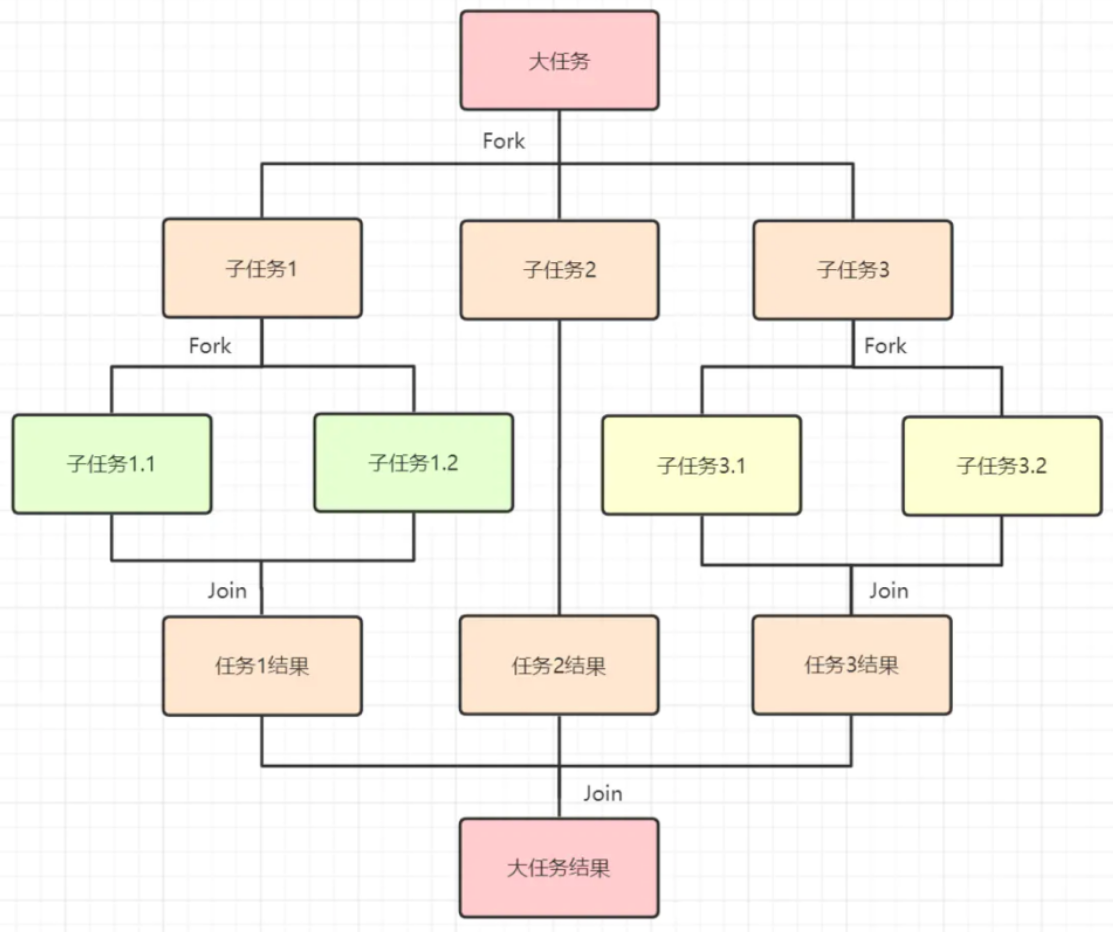 大任务
Fork
子任务1
子任务2
子任务3
Fork
Fork
子任务1.1
子任务1.2
子任务3.1
子任务3.2
Join
Join
任务1结果
任务2结果
任务3结果
Join
大任务结果